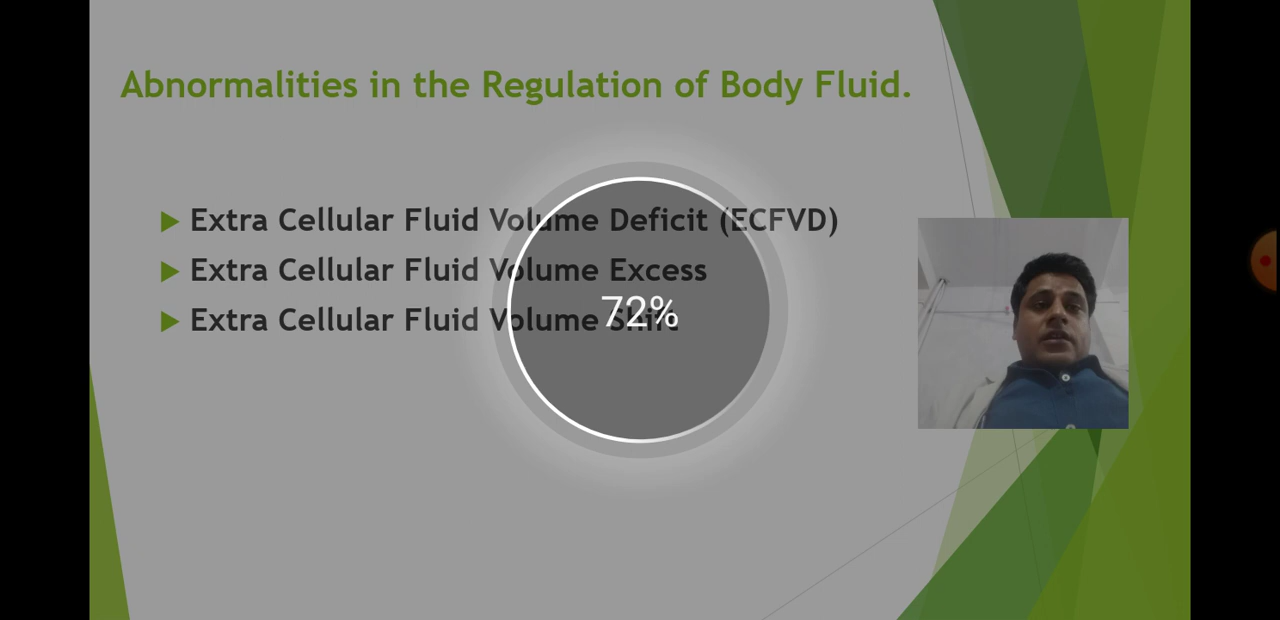 Abnormalities in the Regulation of Body Fluid.
Extra Cellular Fluid Volume Deficit (ECFVD)
Extra Cellular Fluid Volume Excess
Extra Cellular Fluid Volume Shift
72%